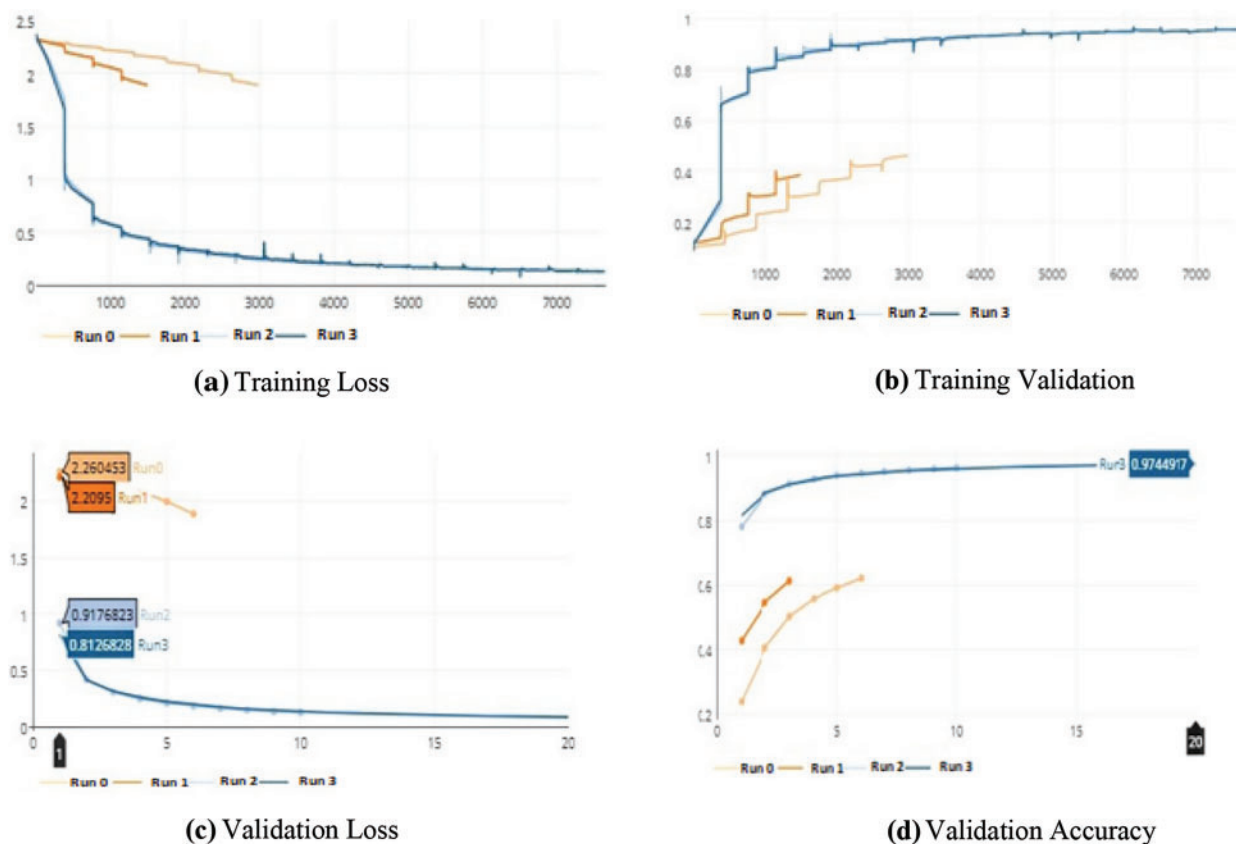 2.5
2
1.5
1
0.5
0
1000 2000 3000 4000 5000 6000 7000
Run 0 Run 1 Run 2 Run 3
(a) Training Loss
1
0.8
0.6
0.4
0.2
1000 2000 3000 4000 5000 6000 7000
Run 0 Run 1 Run 2 Run 3
(b) Training Validation
2.260453 Run0
2.2095 Run1
2
1.5
1
0.9176823 Run2
0.8126828 Run3
0.5
0
0 5 10 15 20
1
Run 0 Run 1 Run 2 Run 3
(c) Validation Loss
1
Run3 0.9744917
0.8
0.6
0.4
0.2
0 5 10 15
20
Run 0 Run 1 Run 2 Run 3
(d) Validation Accuracy